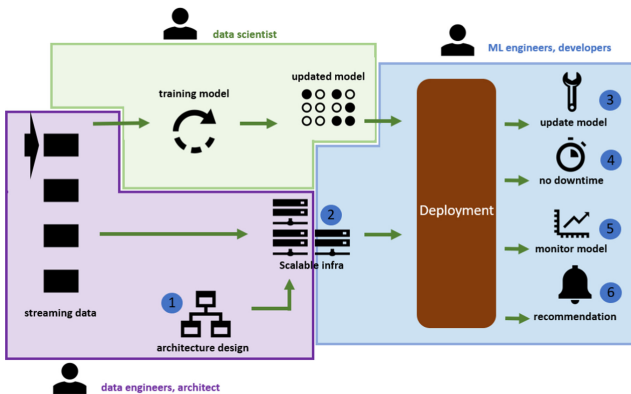 data scientist
ML engineers, developers
updated model
training model
3
update model
4
no downtime
2
Deployment
5
monitor model
Scalable infra
1
6
streaming data
recommendation
architecture design
data engineers, architect